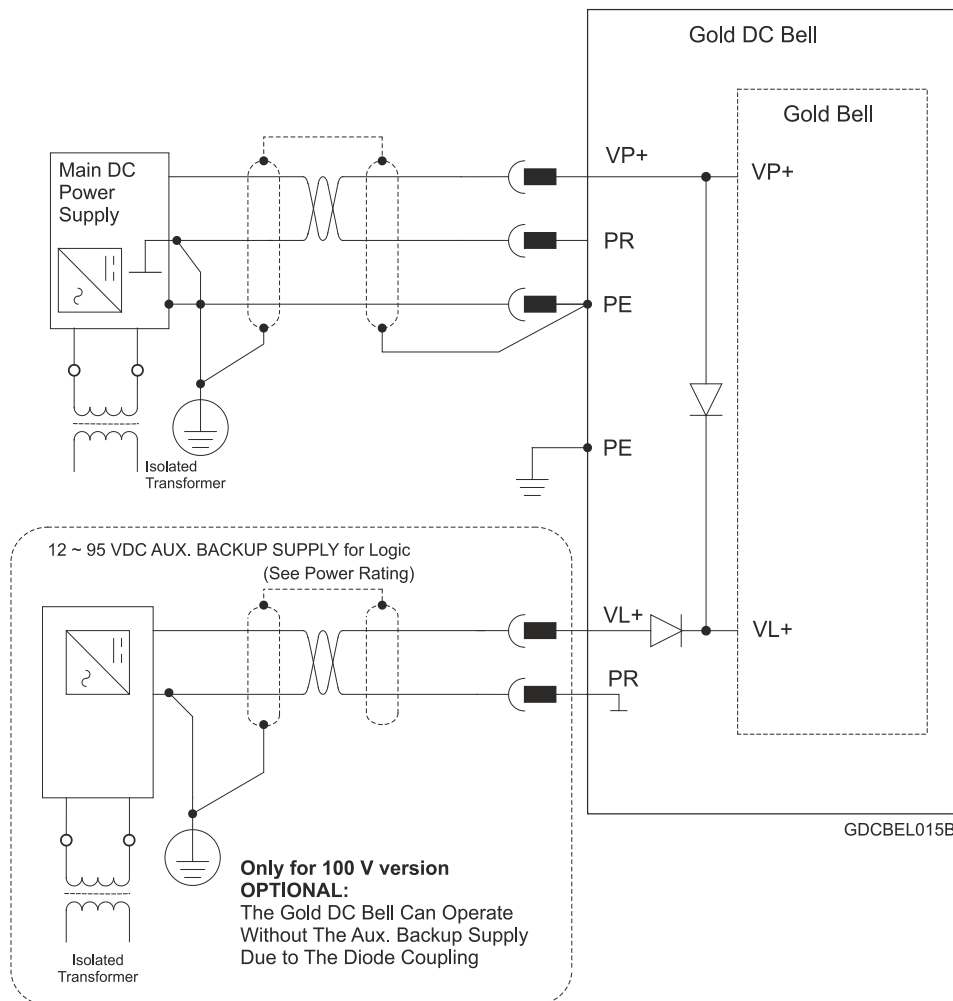 Gold DC Bell
Gold Bell
Main DC
Power
Supply
VP+
VP+
PR
PE
PE
Isolated
Transformer
12 ~ 95 VDC AUX. BACKUP SUPPLY for Logic
(See Power Rating)
VL+
VL+
PR
GDCBEL015B
Only for 100 V version
OPTIONAL:
The Gold DC Bell Can Operate
Without The Aux. Backup Supply
Due to The Diode Coupling
Isolated
Transformer